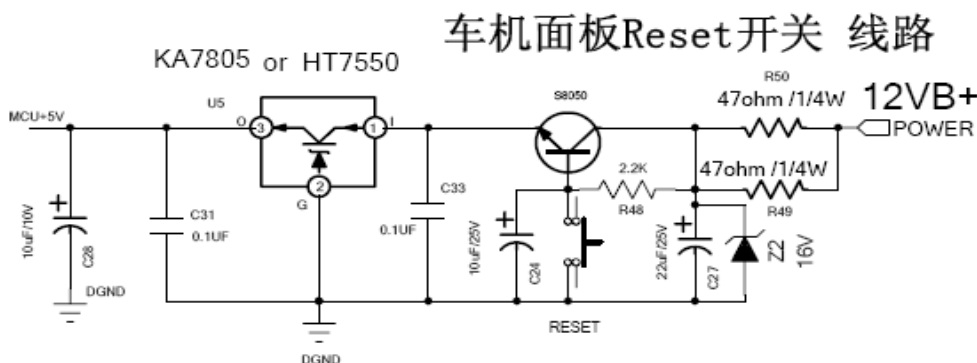 车机面板Reset开关 线路
KA7805 or HT7550
R50
U5
S8050
47ohm /1/4W
12VB+
MCU+5V
O
3
1
I
POWER
2.2K
47ohm /1/4W
C33
2
G
R48
R49
10uF/10V
C28
C31
0.1UF
0.1UF
10uF/25V
C24
22uF/25V
C27
Z2
16V
DGND
RESET
DGND